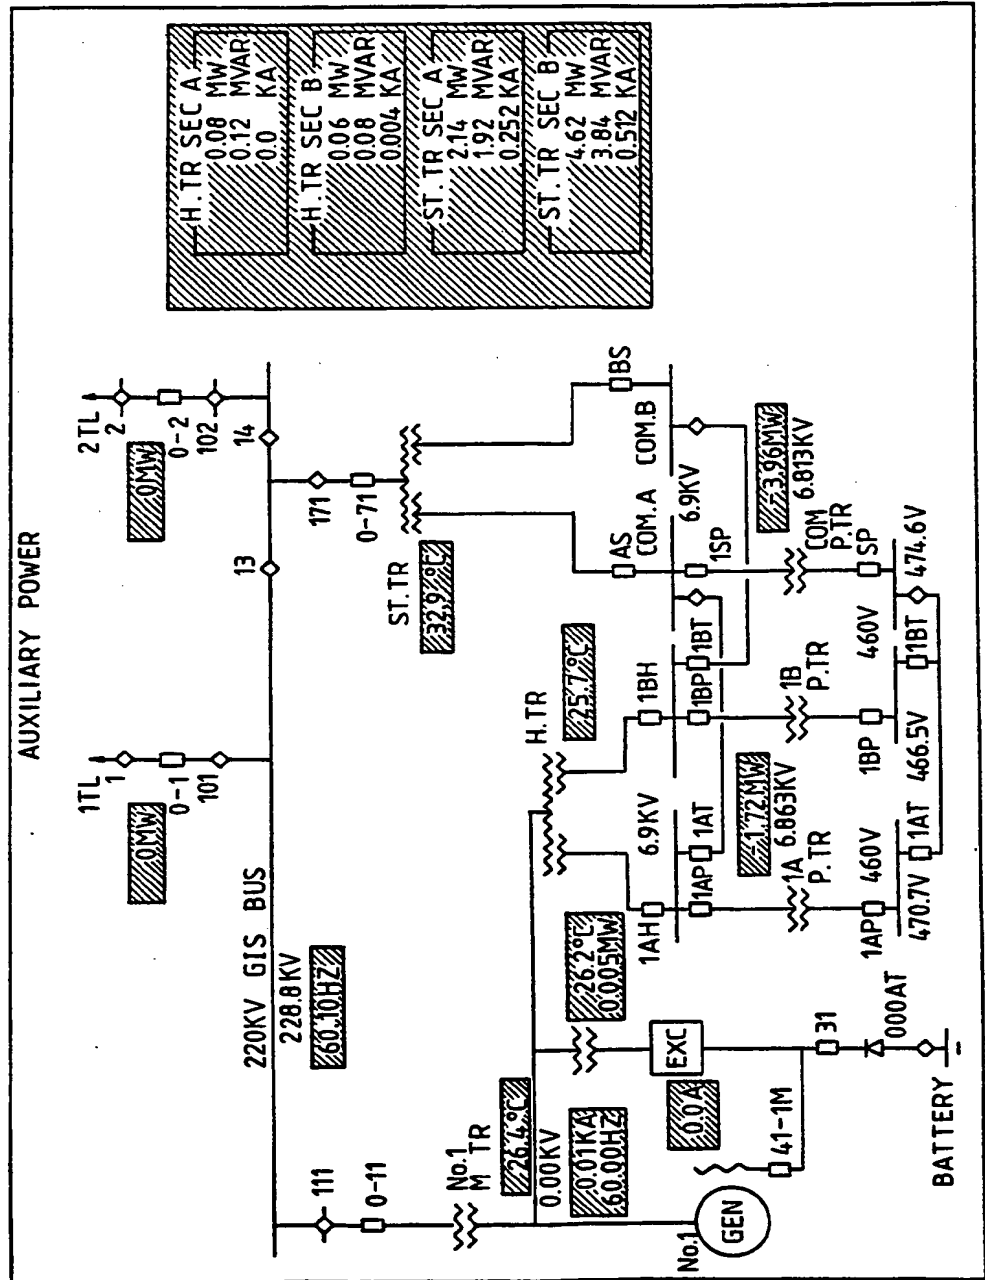 AUXILIARY POWER
1TL
1
0-1
101
0MW
2TL
2
0-2
102
0MW
220KV GIS BUS
228.8KV
60.10HZ
13
14
111
0-11
No.1
M TR
26.4°C
171
0-71
ST.TR
32.9°C
H.TR
25.7°C
0.00KV
0.01KA
60.00HZ
26.2°C
0.005MW
EXC
0.0A
41-1M
31
000AT
BATTERY
No.1
GEN
1AH
6.9KV
1BH
AS
COM.A
BS
COM.B
6.9KV
1AP
1AT
1BP
1BT
1SP
1A
P.TR
-1.72MW
6.863KV
1B
P.TR
COM
P.TR
-3.96MW
6.813KV
1AP
460V
1BP
460V
SP
470.7V
1AT
466.5V
1BT
474.6V
H.TR SEC A
0.08 MW
0.12 MVAR
0.0 KA
H.TR SEC B
0.06 MW
0.08 MVAR
0.004 KA
ST.TR SEC A
2.14 MW
1.92 MVAR
0.252 KA
ST.TR SEC B
4.62 MW
3.84 MVAR
0.512 KA